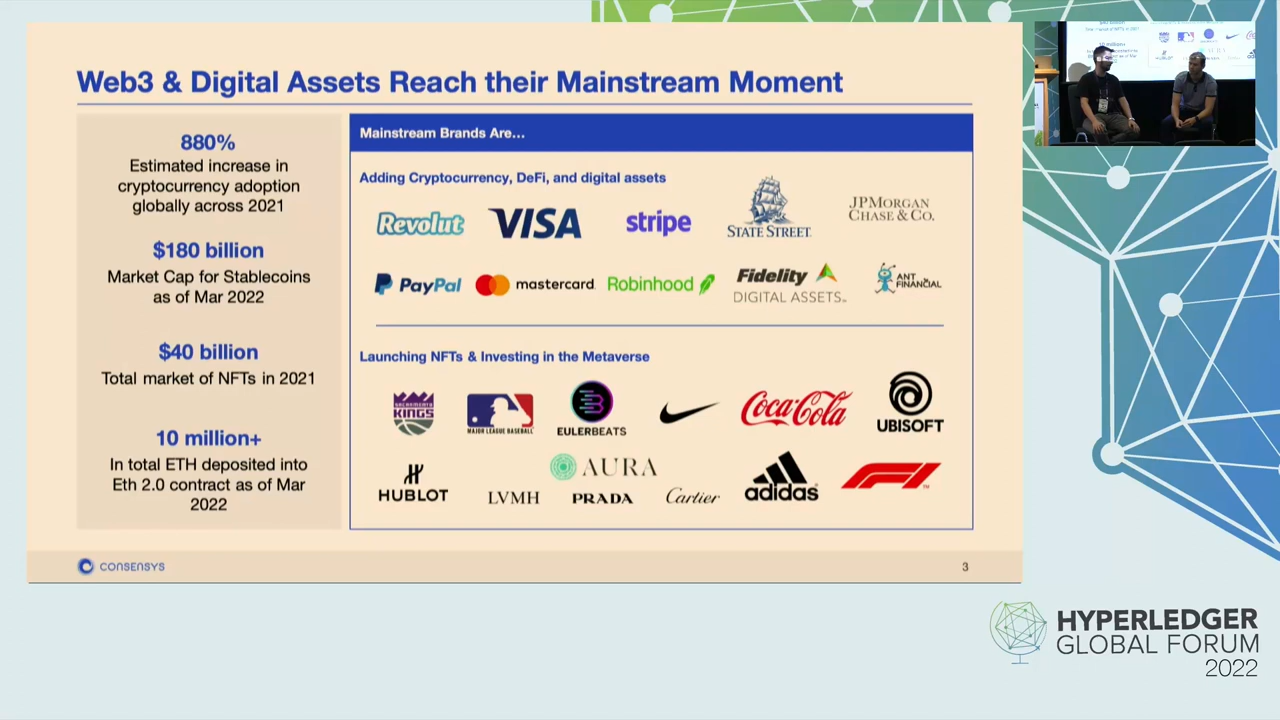 Web3 & Digital Assets Reach their Mainstream Moment
880%
Estimated increase in
cryptocurrency adoption
globally across 2021
$180 billion
Market Cap for Stablecoins
as of Mar 2022
$40 billion
Total market of NFTs in 2021
10 million+
In total ETH deposited into
Eth 2.0 contract as of Mar
2022
Mainstream Brands Are...
Adding Cryptocurrency, DeFi, and digital assets
Revolut VISA stripe STATE STREET. JPMORGAN
CHASE & CO.
PayPal mastercard. Robinhood Fidelity
DIGITAL ASSETS℠ ANT
FINANCIAL
Launching NFTs & Investing in the Metaverse
SACRAMENTO
KINGS
MAJOR LEAGUE BASEBALL
EULERBEATS
Coca-Cola
UBISOFT
HUBLOT
AURA
LVMH PRADA Cartier
adidas
F1
CONSENSYS
3
HYPERLEDGER
GLOBAL FORUM
2022